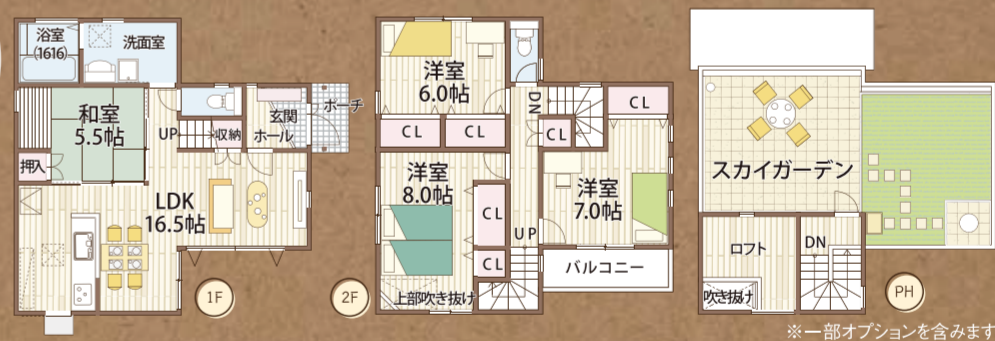 浴室
(1616)
洗面室
和室
5.5帖
押入
UP
収納
玄関
ホール
ポーチ
LDK
16.5帖
1F
洋室
6.0帖
CL
CL
DN
CL
CL
洋室
8.0帖
CL
CL
UP
洋室
7.0帖
バルコニー
上部吹き抜け
2F
スカイガーデン
ロフト
吹き抜け
DN
PH
※一部オプションを含みます